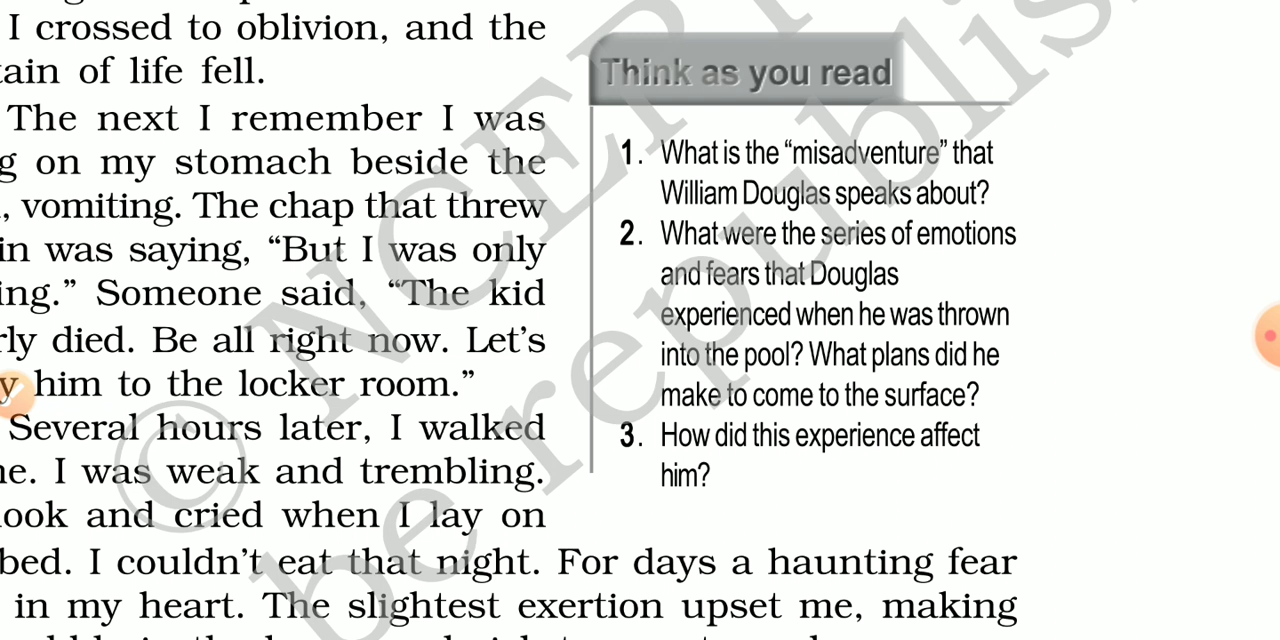 I crossed to oblivion, and the
tain of life fell.
The next I remember I was
g on my stomach beside the
, vomiting. The chap that threw
in was saying, “But I was only
ing.” Someone said, “The kid
rly died. Be all right now. Let’s
y him to the locker room.”
Several hours later, I walked
ne. I was weak and trembling.
ook and cried when I lay on
bed. I couldn’t eat that night. For days a haunting fear
in my heart. The slightest exertion upset me, making
Think as you read
1. What is the “misadventure” that
William Douglas speaks about?
2. What were the series of emotions
and fears that Douglas
experienced when he was thrown
into the pool? What plans did he
make to come to the surface?
3. How did this experience affect
him?
© NCERT
be republis